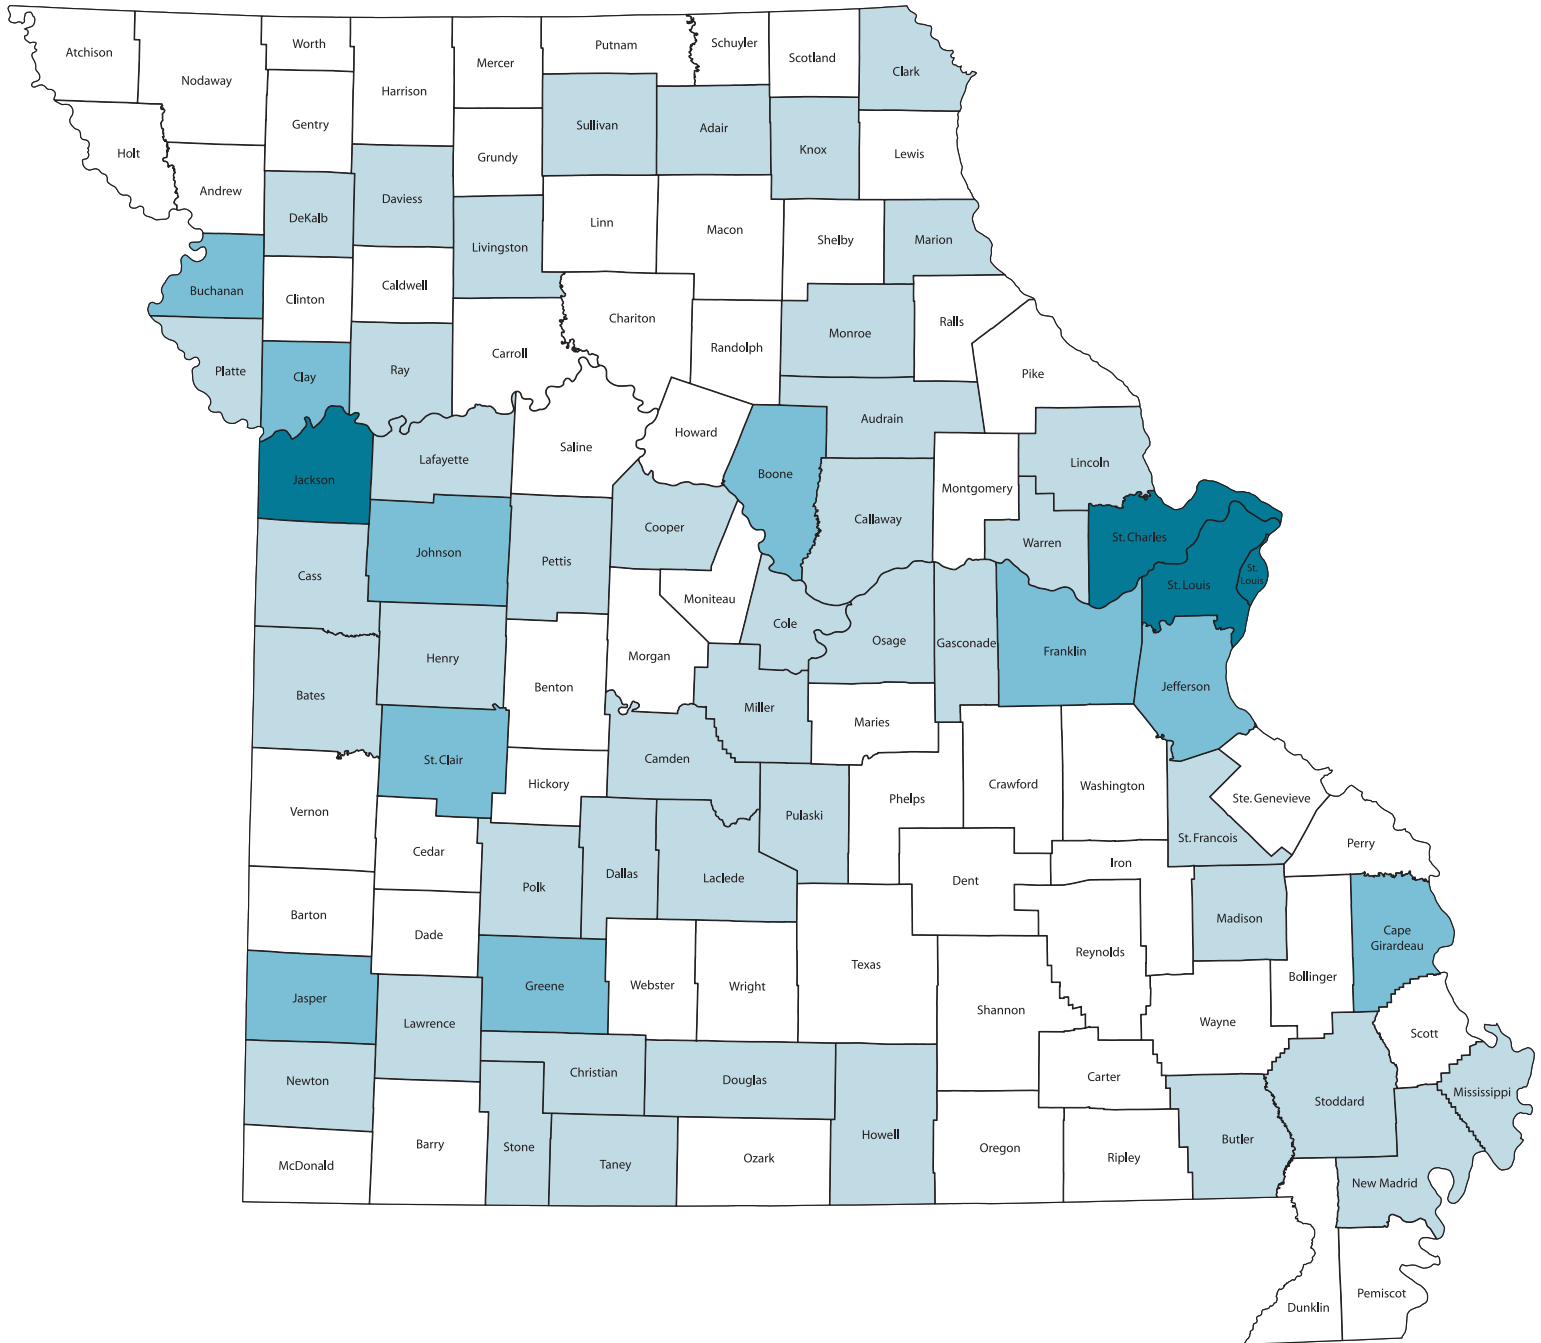 Atchison
Nodaway
Worth
Harrison
Mercer
Putnam
Schuyler
Scotland
Clark
Gentry
Sullivan
Adair
Knox
Lewis
Holt
Andrew
Grundy
DeKalb
Daviess
Livingston
Linn
Macon
Shelby
Marion
Buchanan
Clinton
Caldwell
Carroll
Chariton
Randolph
Monroe
Ralls
Pike
Platte
Clay
Ray
Audrain
Lincoln
Jackson
Lafayette
Saline
Howard
Boone
Callaway
Montgomery
Warren
St. Charles
St. Louis
St.
Louis
Cass
Johnson
Pettis
Cooper
Moniteau
Cole
Osage
Gasconade
Franklin
Jefferson
Bates
Henry
Benton
Morgan
Miller
Maries
Camden
St. Clair
Hickory
Vernon
Cedar
Polk
Dallas
Laclede
Pulaski
Phelps
Crawford
Washington
Ste. Genevieve
St. Francois
Perry
Iron
Dent
Barton
Dade
Madison
Bollinger
Cape
Girardeau
Jasper
Lawrence
Greene
Webster
Wright
Texas
Shannon
Reynolds
Wayne
Scott
Newton
Christian
Douglas
Howell
Carter
Stoddard
Mississippi
McDonald
Barry
Stone
Taney
Ozark
Oregon
Ripley
Butler
New Madrid
Dunklin
Pemiscot